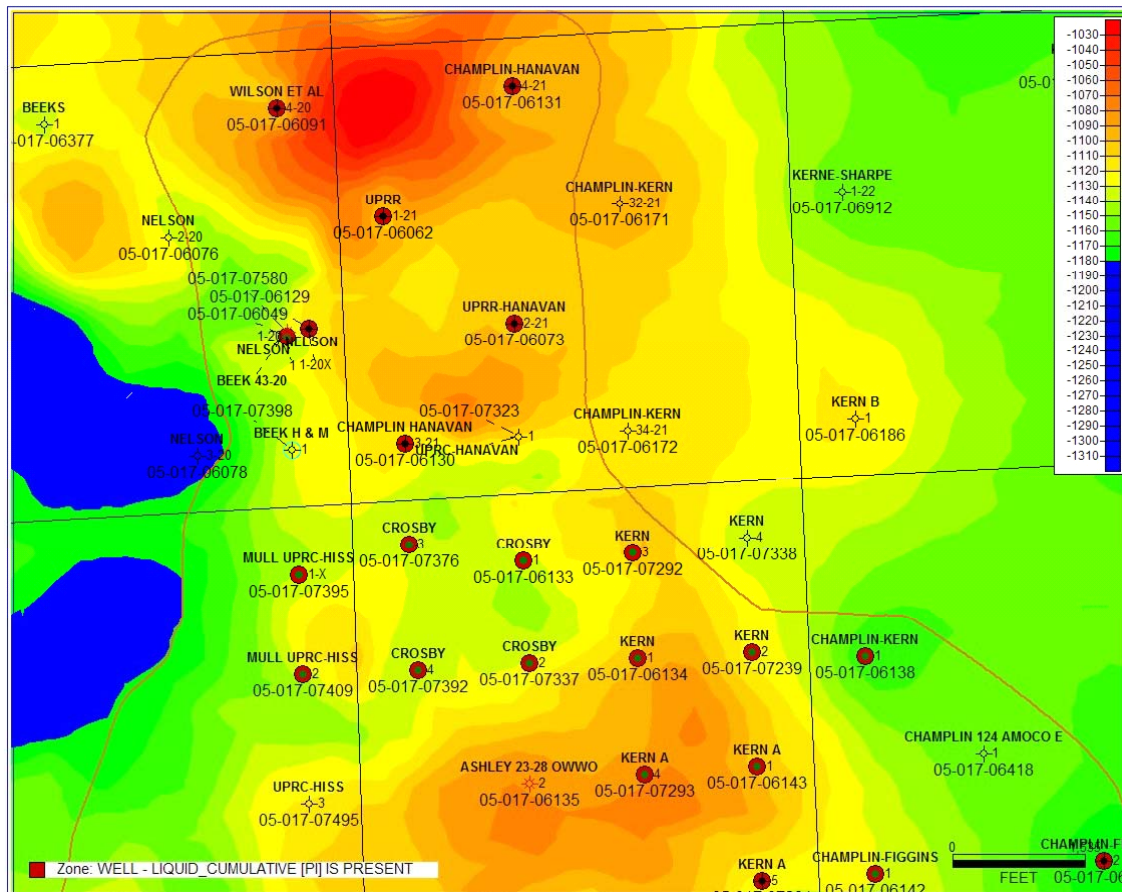 CHAMPLIN-HANAVAN
4-21
05-017-06131
WILSON ET AL
4-20
05-017-06091
BEEKS
1
-017-06377
KERNE-SHARPE
1-22
05-017-06912
CHAMPLIN-KERN
32-21
05-017-06171
UPRR
1-21
05-017-06062
NELSON
2-20
05-017-06076
05-017-07580
05-017-06129
05-017-06049
1-20
NELSON
NELSON
1 1-20X
BEEK 43-20
UPRR-HANAVAN
2-21
05-017-06073
05-017-07398
BEEK H & M
1
NELSON
3-20
05-017-06078
05-017-07323
1
UPRC-HANAVAN
CHAMPLIN HANAVAN
3-21
05-017-06130
CHAMPLIN-KERN
34-21
05-017-06172
KERN B
1
05-017-06186
CROSBY
3
05-017-07376
CROSBY
1
05-017-06133
KERN
3
05-017-07292
KERN
4
05-017-07338
MULL UPRC-HISS
1-X
05-017-07395
MULL UPRC-HISS
2
05-017-07409
CROSBY
4
05-017-07392
CROSBY
2
05-017-07337
KERN
1
05-017-06134
KERN
2
05-017-07239
CHAMPLIN-KERN
1
05-017-06138
CHAMPLIN 124 AMOCO E
1
05-017-06418
UPRC-HISS
3
05-017-07495
ASHLEY 23-28 OWWO
2
05-017-06135
KERN A
4
05-017-07293
KERN A
1
05-017-06143
KERN A
5
CHAMPLIN-FIGGINS
1
05-017-06142
CHAMPLIN-F
2
05-017-06
Zone: WELL - LIQUID_CUMULATIVE [PI] IS PRESENT
0
FEET
-1030
-1040
-1050
-1060
-1070
-1080
-1090
-1100
-1110
-1120
-1130
-1140
-1150
-1160
-1170
-1180
-1190
-1200
-1210
-1220
-1230
-1240
-1250
-1260
-1270
-1280
-1290
-1300
-1310